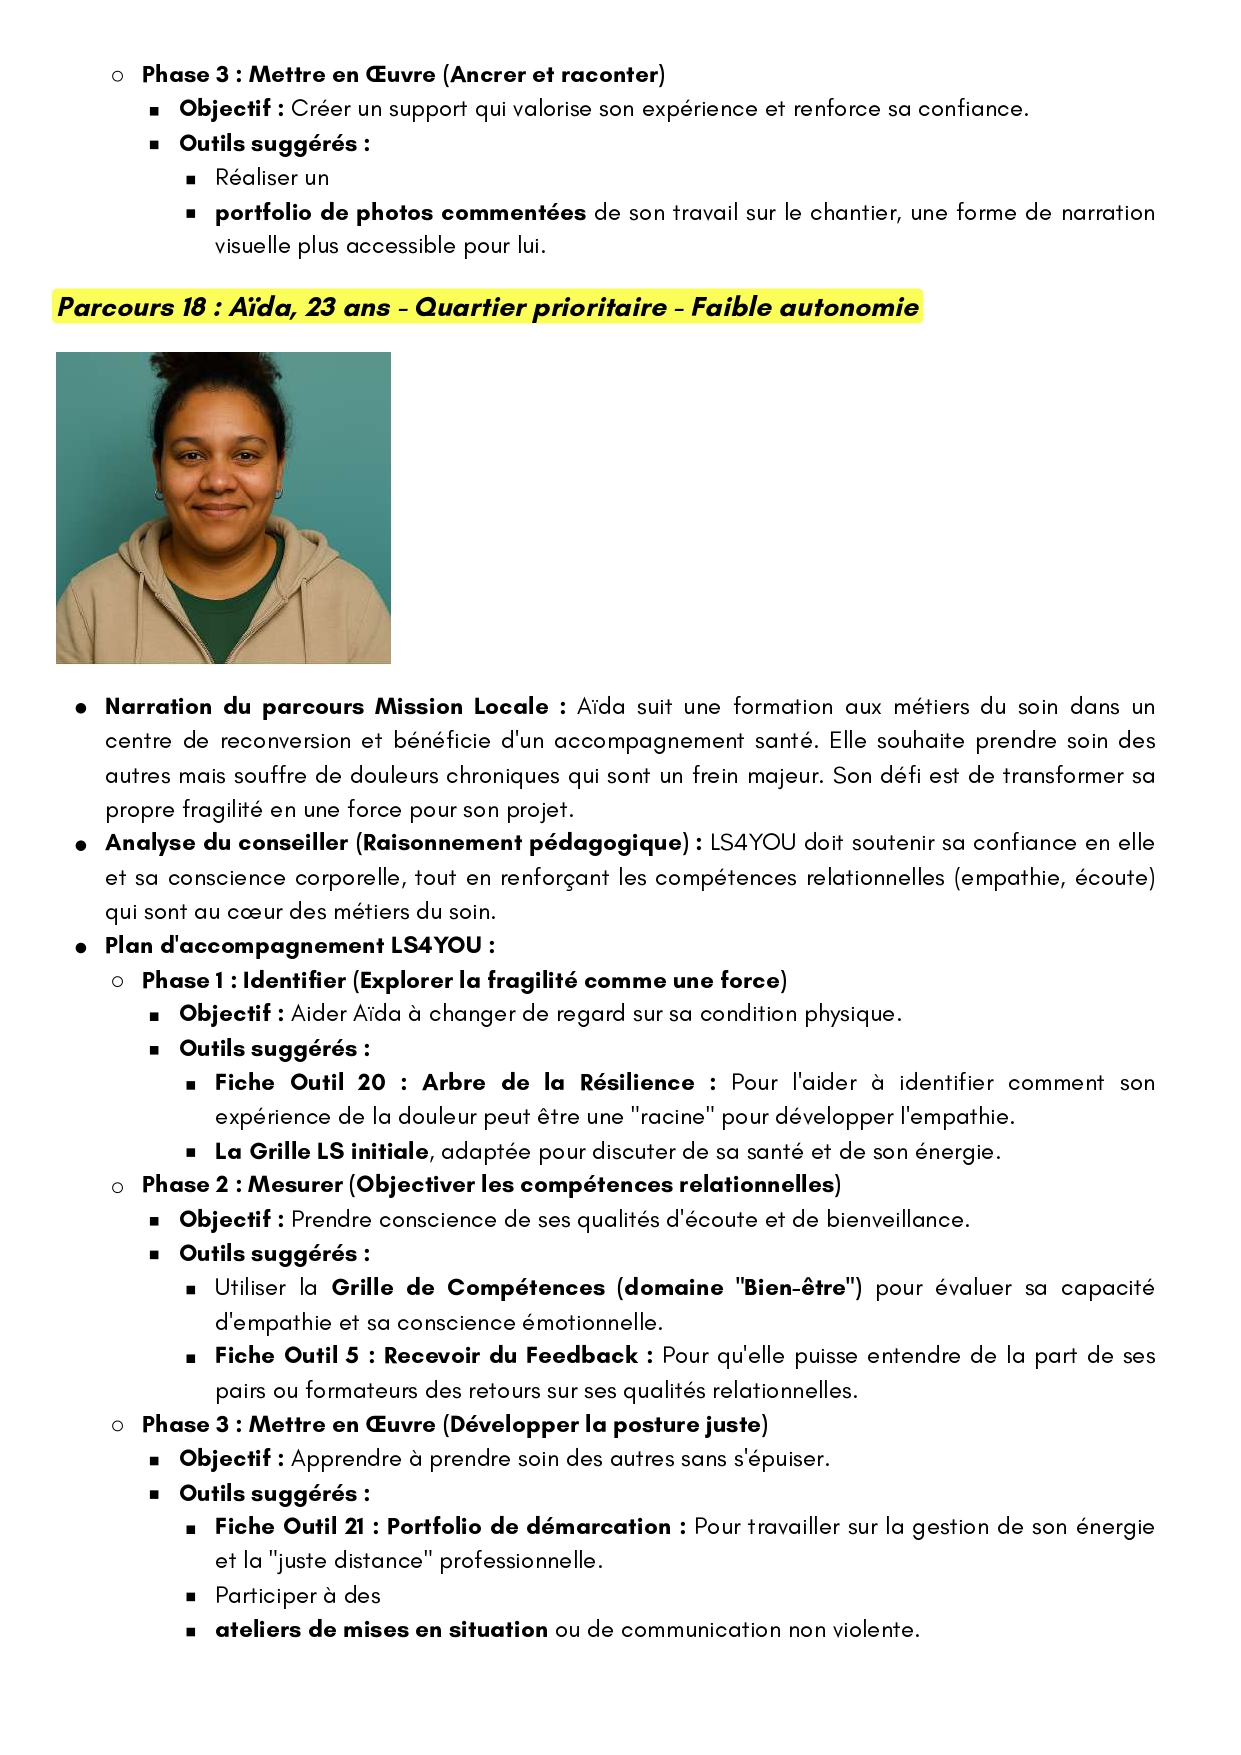 ○ Phase 3 : Mettre en Œuvre (Ancrer et raconter)
■ Objectif : Créer un support qui valorise son expérience et renforce sa confiance.
■ Outils suggérés :
■ Réaliser un
■ portfolio de photos commentées de son travail sur le chantier, une forme de narration
visuelle plus accessible pour lui.
Parcours 18 : Aïda, 23 ans - Quartier prioritaire - Faible autonomie
● Narration du parcours Mission Locale : Aïda suit une formation aux métiers du soin dans un
centre de reconversion et bénéficie d'un accompagnement santé. Elle souhaite prendre soin des
autres mais souffre de douleurs chroniques qui sont un frein majeur. Son défi est de transformer sa
propre fragilité en une force pour son projet.
● Analyse du conseiller (Raisonnement pédagogique) : LS4YOU doit soutenir sa confiance en elle
et sa conscience corporelle, tout en renforçant les compétences relationnelles (empathie, écoute)
qui sont au cœur des métiers du soin.
● Plan d'accompagnement LS4YOU :
○ Phase 1 : Identifier (Explorer la fragilité comme une force)
■ Objectif : Aider Aïda à changer de regard sur sa condition physique.
■ Outils suggérés :
■ Fiche Outil 20 : Arbre de la Résilience : Pour l'aider à identifier comment son
expérience de la douleur peut être une "racine" pour développer l'empathie.
■ La Grille LS initiale, adaptée pour discuter de sa santé et de son énergie.
○ Phase 2 : Mesurer (Objectiver les compétences relationnelles)
■ Objectif : Prendre conscience de ses qualités d'écoute et de bienveillance.
■ Outils suggérés :
■ Utiliser la Grille de Compétences (domaine "Bien-être") pour évaluer sa capacité
d'empathie et sa conscience émotionnelle.
■ Fiche Outil 5 : Recevoir du Feedback : Pour qu'elle puisse entendre de la part de ses
pairs ou formateurs des retours sur ses qualités relationnelles.
○ Phase 3 : Mettre en Œuvre (Développer la posture juste)
■ Objectif : Apprendre à prendre soin des autres sans s'épuiser.
■ Outils suggérés :
■ Fiche Outil 21 : Portfolio de démarcation : Pour travailler sur la gestion de son énergie
et la "juste distance" professionnelle.
■ Participer à des
■ ateliers de mises en situation ou de communication non violente.